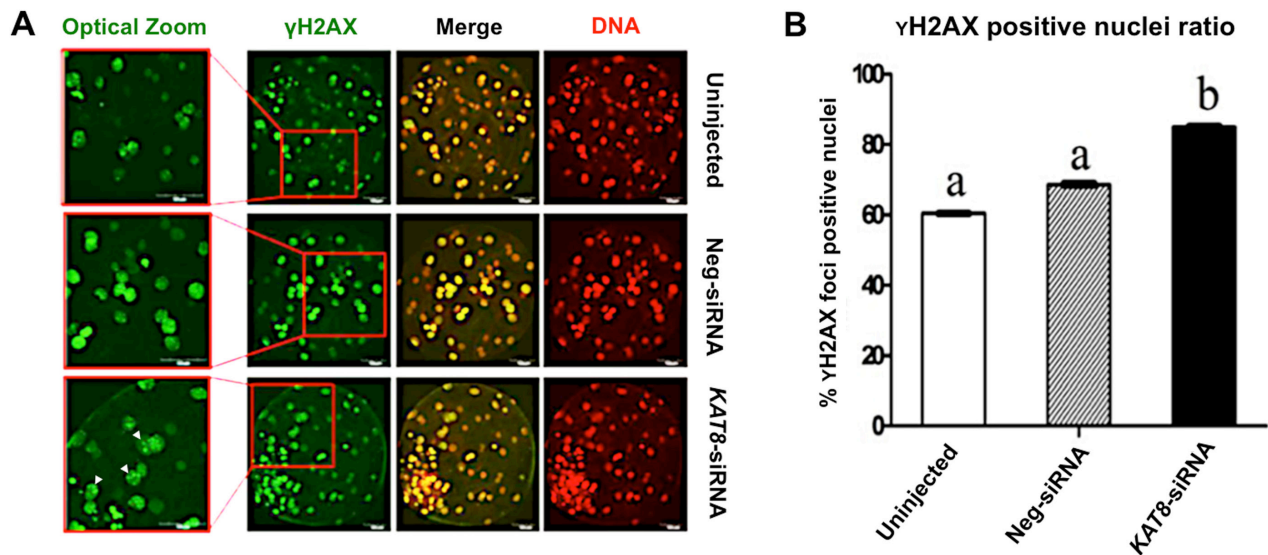 A
Optical Zoom
γH2AX
Merge
DNA
Uninjected
Neg-siRNA
KAT8-siRNA
B
γH2AX positive nuclei ratio
% γH2AX foci positive nuclei
100
80
60
40
20
0
a
a
b
Uninjected
Neg-siRNA
KAT8-siRNA